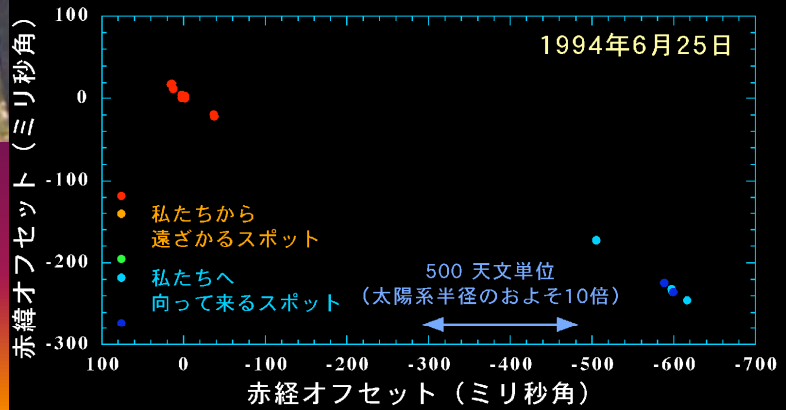 1994年6月25日
赤緯オフセット（ミリ秒角）
100
0
-100
-200
-300
私たちから
遠ざかるスポット
私たちへ
向って来るスポット
500 天文単位
（太陽系半径のおよそ10倍）
100 0 -100 -200 -300 -400 -500 -600 -700
赤経オフセット（ミリ秒角）